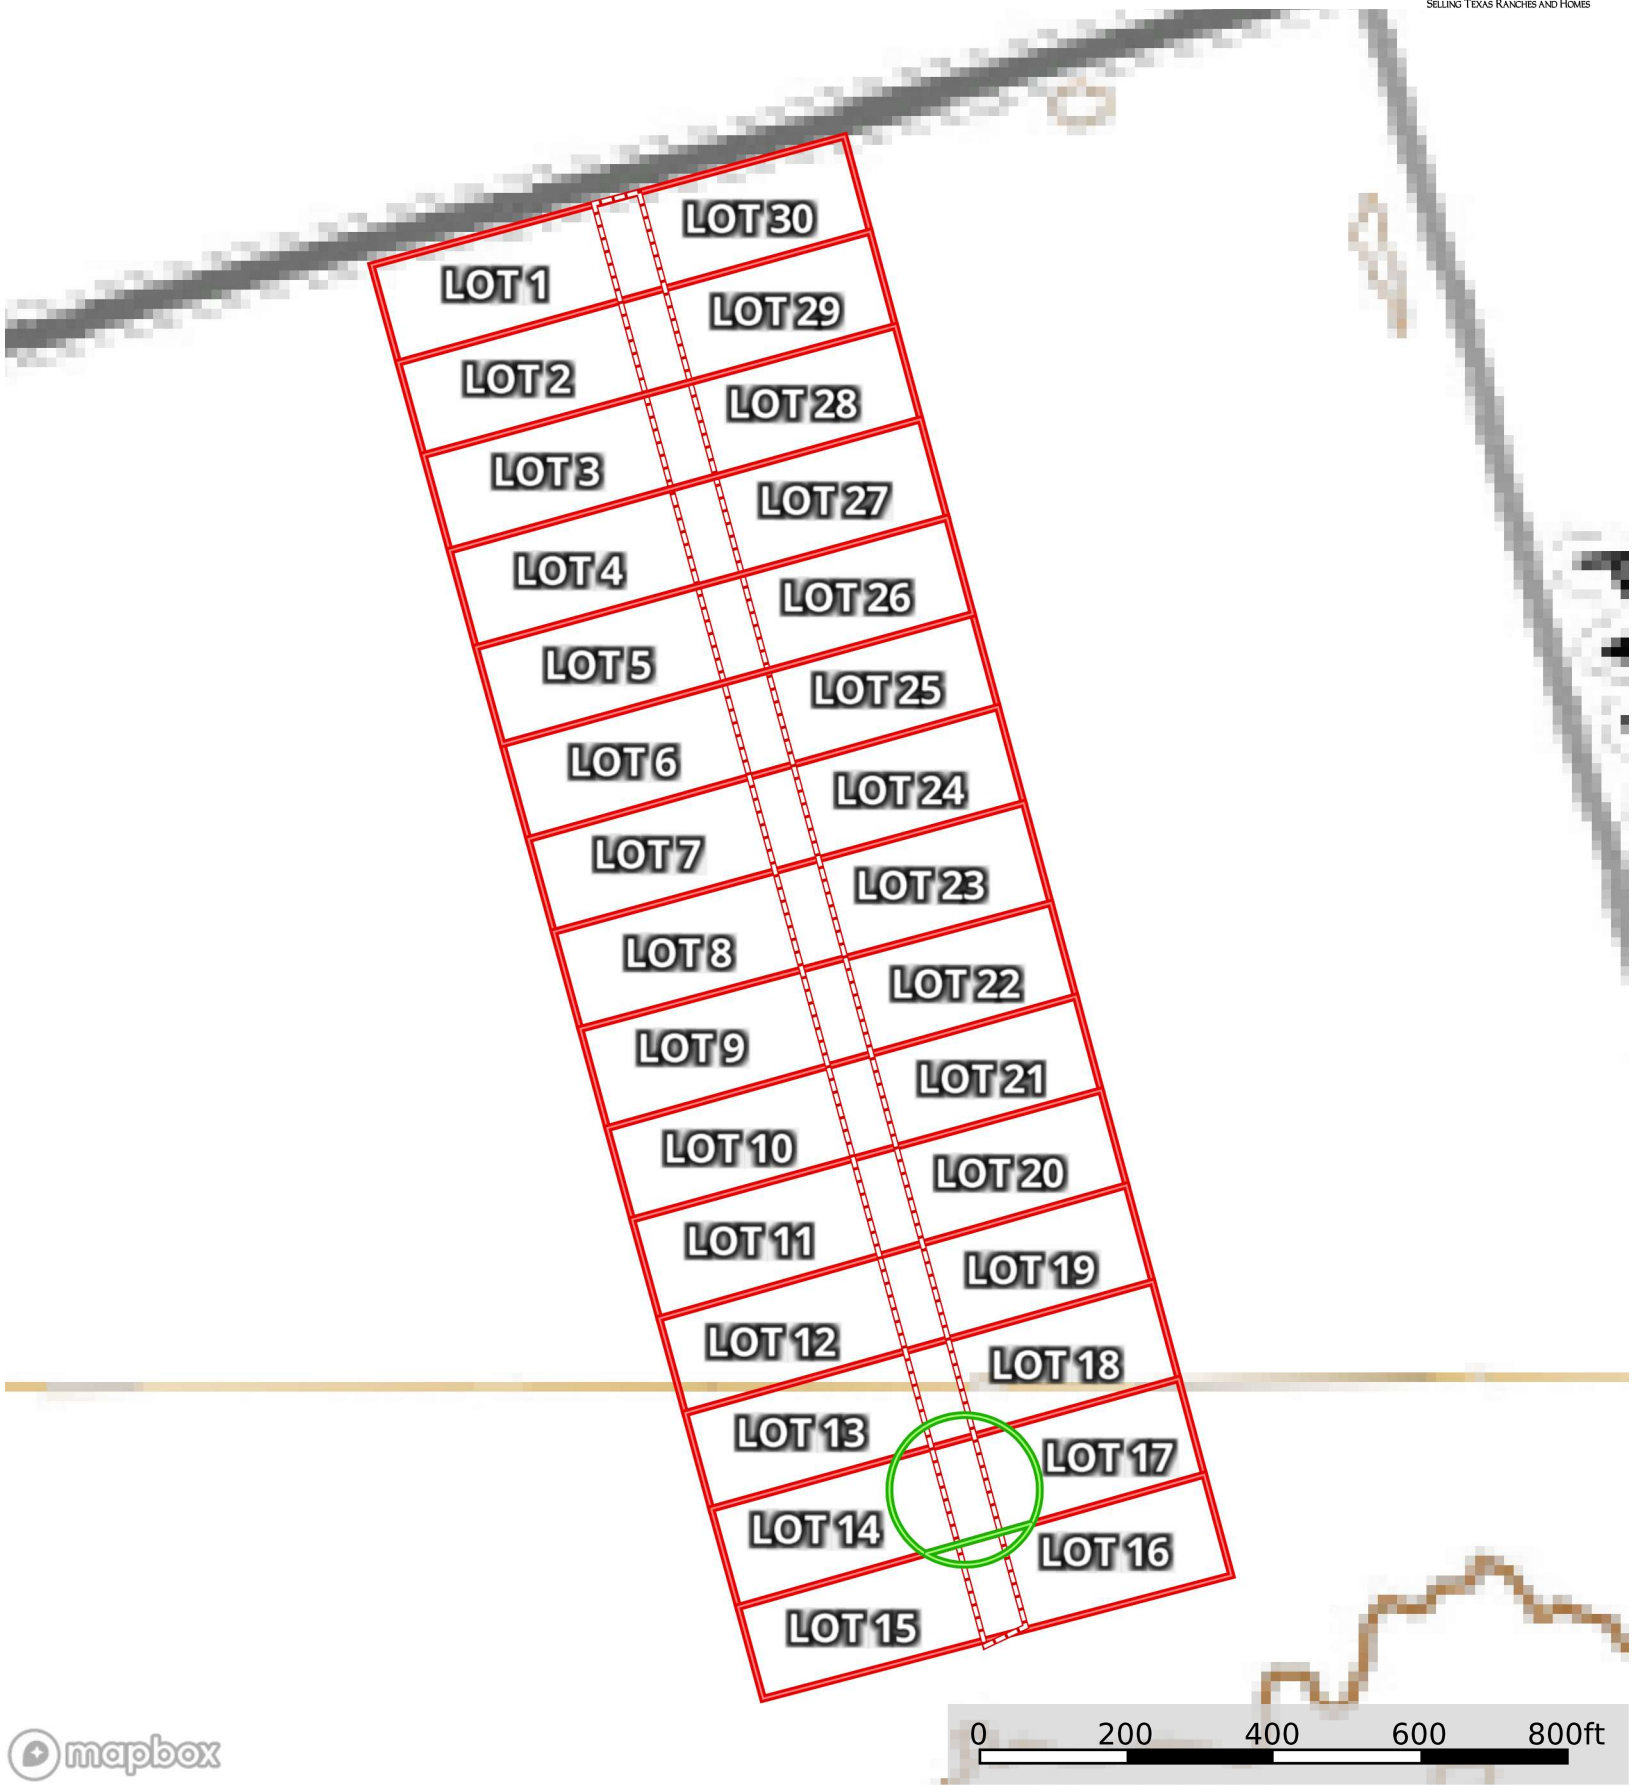 SELLING TEXAS RANCHES AND HOMES
LOT 30
LOT 1
LOT 29
LOT 2
LOT 28
LOT 3
LOT 27
LOT 4
LOT 26
LOT 5
LOT 25
LOT 6
LOT 24
LOT 7
LOT 23
LOT 8
LOT 22
LOT 9
LOT 21
LOT 10
LOT 20
LOT 11
LOT 19
LOT 12
LOT 18
LOT 13
LOT 17
LOT 14
LOT 16
LOT 15
0 200 400 600 800ft
mapbox